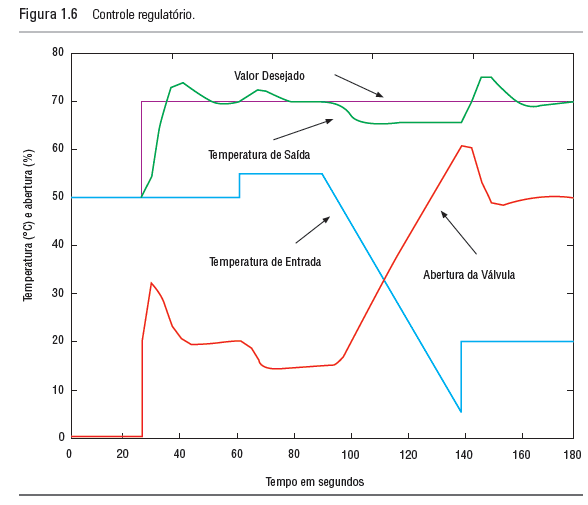 Figura 1.6 Controle regulatório.
80
70
60
50
40
30
20
10
0
Temperatura (°C) e abertura (%)
Valor Desejado
Temperatura de Saída
Temperatura de Entrada
Abertura da Válvula
0 20 40 60 80 100 120 140 160 180
Tempo em segundos